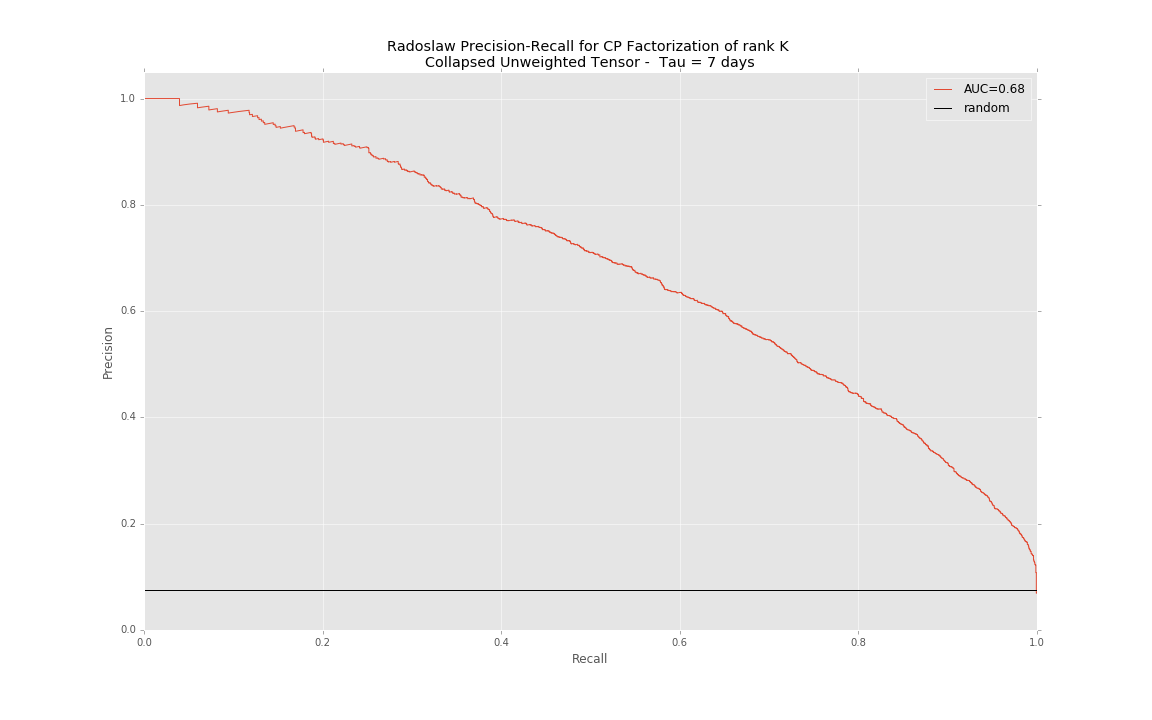 Radoslaw Precision-Recall for CP Factorization of rank K
Collapsed Unweighted Tensor -  Tau = 7 days
AUC=0.68
random
Precision
1.0
0.8
0.6
0.4
0.2
0.0
0.0 0.2 0.4 0.6 0.8 1.0
Recall